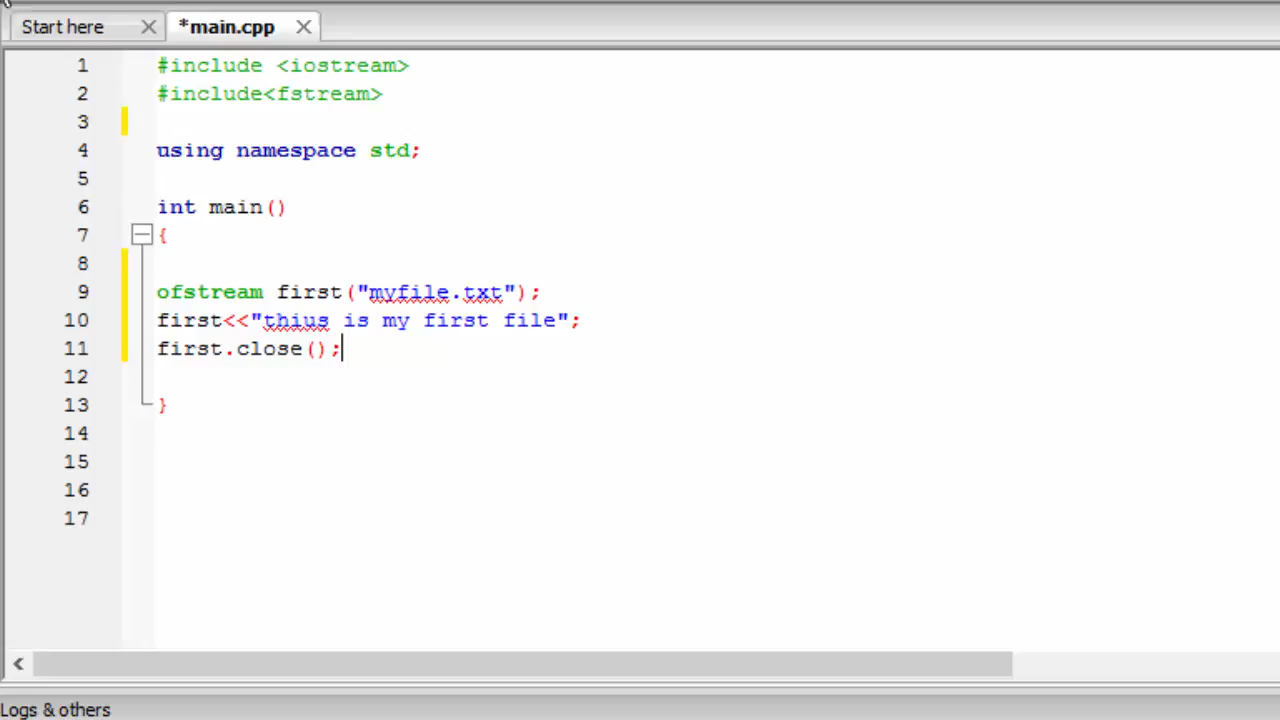 Start here
*main.cpp
1 #include <iostream>
2 #include<fstream>
3
4 using namespace std;
5
6 int main()
7 {
8
9 ofstream first("myfile.txt");
10 first<<"thius is my first file";
11 first.close();
12
13 }
14
15
16
17
Logs & others